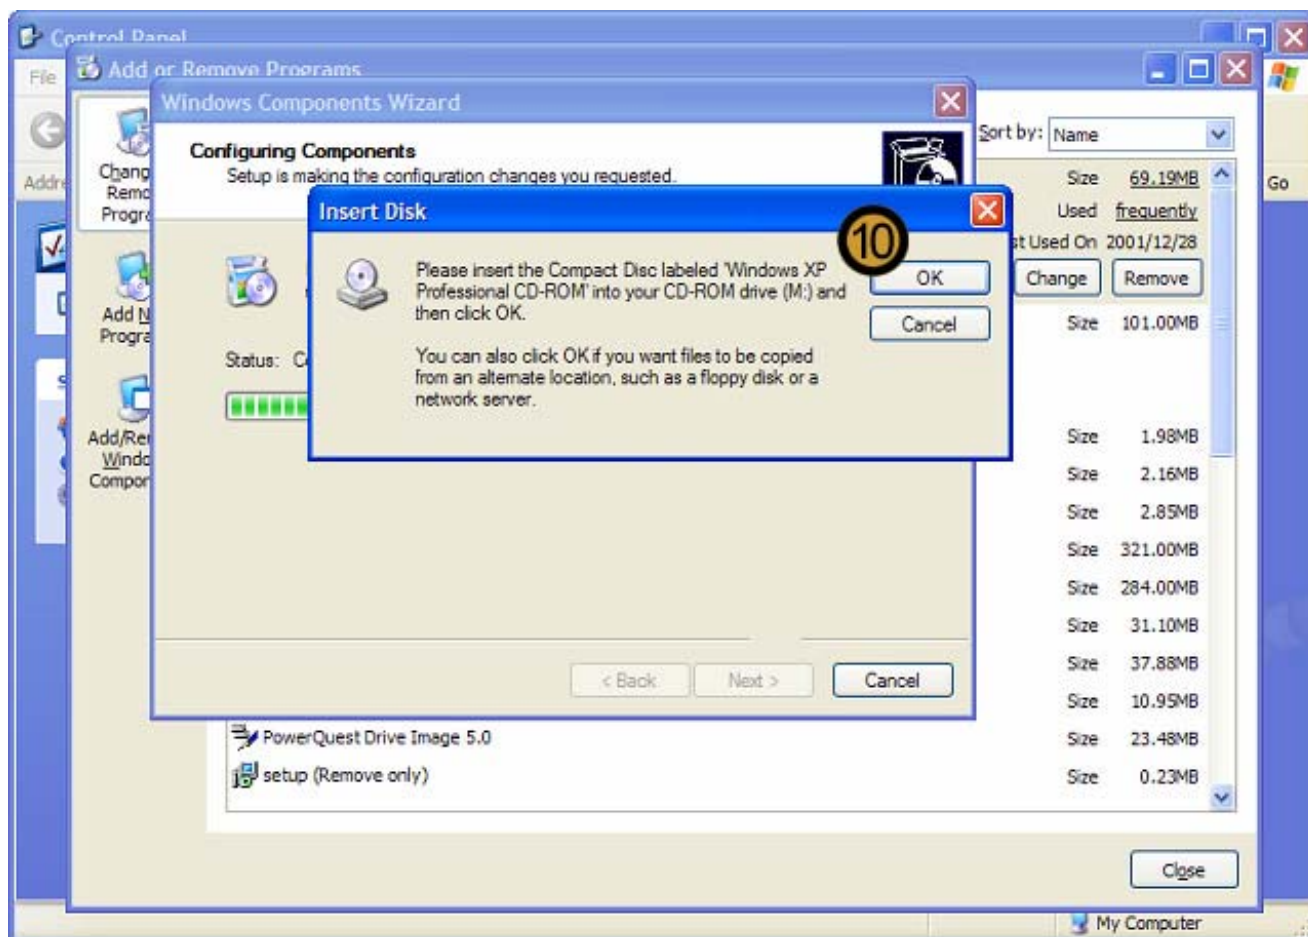 Control Panel
File
Add or Remove Programs
Windows Components Wizard
Sort by: Name
Configuring Components
Setup is making the configuration changes you requested.
Go
Size 69.19MB
Used frequently
Used On 2001/12/28
Change Remove
Size 101.00MB
Insert Disk
10
Please insert the Compact Disc labeled 'Windows XP
Professional CD-ROM' into your CD-ROM drive (M:) and
then click OK.
You can also click OK if you want files to be copied
from an alternate location, such as a floppy disk or a
network server.
OK
Cancel
Add N
Status:
Size 1.98MB
Size 2.16MB
Size 2.85MB
Size 321.00MB
Size 284.00MB
Size 31.10MB
Size 37.88MB
Size 10.95MB
< Back Next > Cancel
PowerQuest Drive Image 5.0 Size 23.48MB
setup (Remove only) Size 0.23MB
Close
My Computer